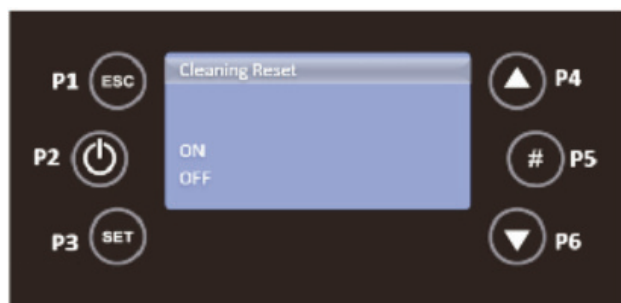 Cleaning Reset
P1 ESC
P4
P2
ON
# P5
OFF
P3 SET
P6